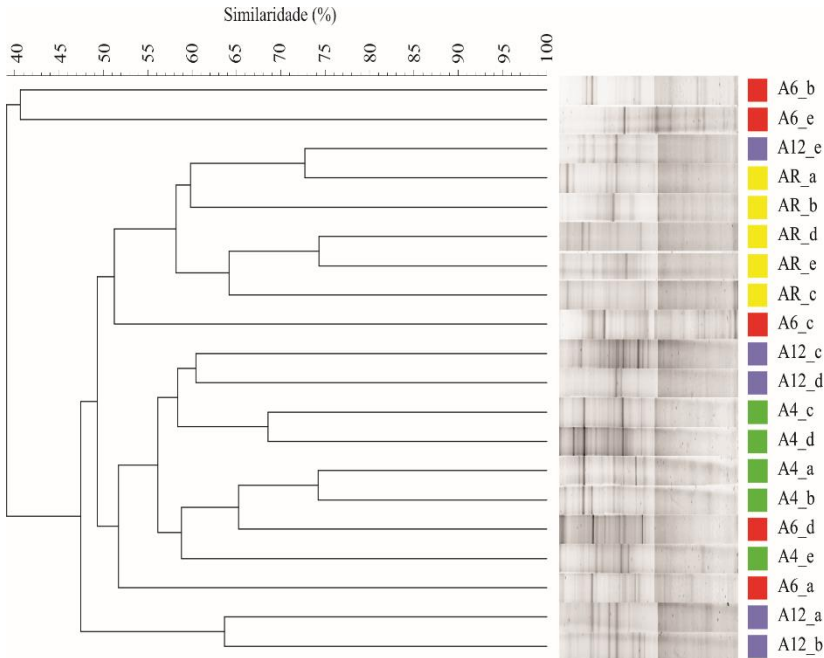 Similaridade (%)
40 45 50 55 60 65 70 75 80 85 90 95 100
A6_b
A6_e
A12_e
AR_a
AR_b
AR_d
AR_e
AR_c
A6_c
A12_c
A12_d
A4_c
A4_d
A4_a
A4_b
A6_d
A4_e
A6_a
A12_a
A12_b